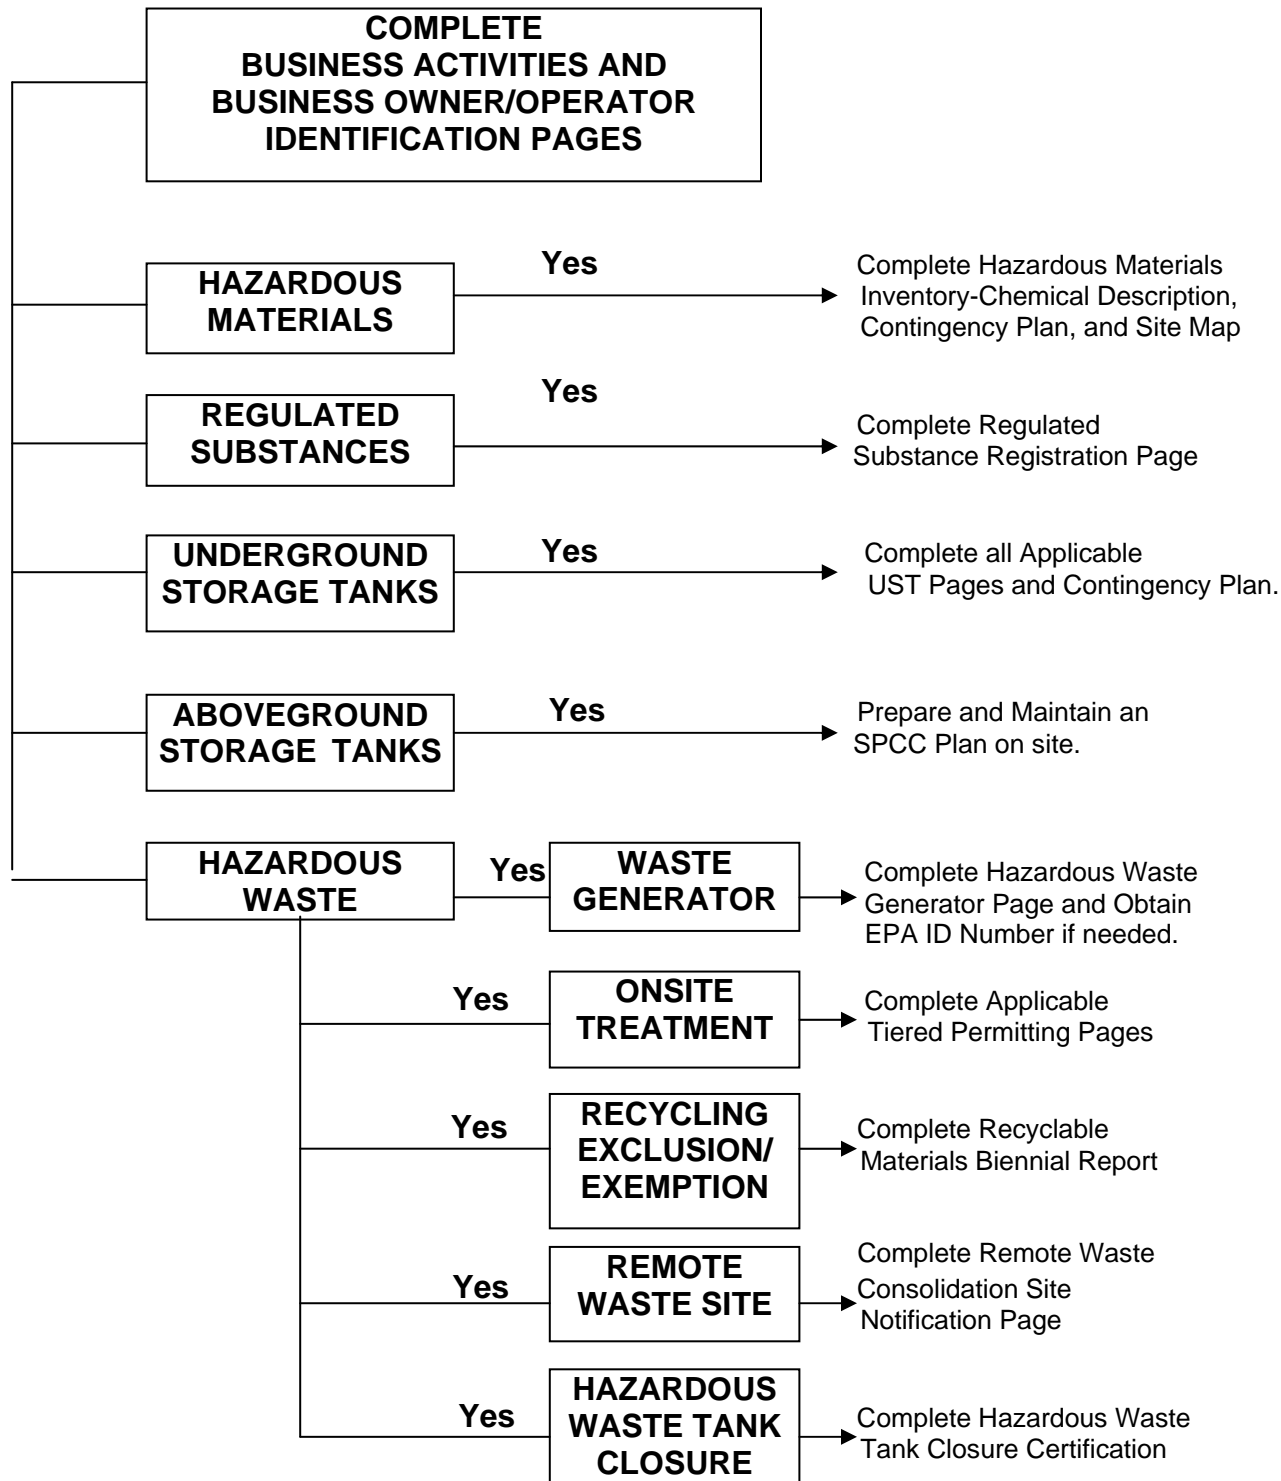 COMPLETE
BUSINESS ACTIVITIES AND
BUSINESS OWNER/OPERATOR
IDENTIFICATION PAGES
HAZARDOUS
MATERIALS
Yes
Complete Hazardous Materials
Inventory-Chemical Description,
Contingency Plan, and Site Map
REGULATED
SUBSTANCES
Yes
Complete Regulated
Substance Registration Page
UNDERGROUND
STORAGE TANKS
Yes
Complete all Applicable
UST Pages and Contingency Plan.
ABOVEGROUND
STORAGE TANKS
Yes
Prepare and Maintain an
SPCC Plan on site.
HAZARDOUS
WASTE
Yes
WASTE
GENERATOR
Complete Hazardous Waste
Generator Page and Obtain
EPA ID Number if needed.
Yes
ONSITE
TREATMENT
Complete Applicable
Tiered Permitting Pages
Yes
RECYCLING
EXCLUSION/
EXEMPTION
Complete Recyclable
Materials Biennial Report
Yes
REMOTE
WASTE SITE
Complete Remote Waste
Consolidation Site
Notification Page
Yes
HAZARDOUS
WASTE TANK
CLOSURE
Complete Hazardous Waste
Tank Closure Certification